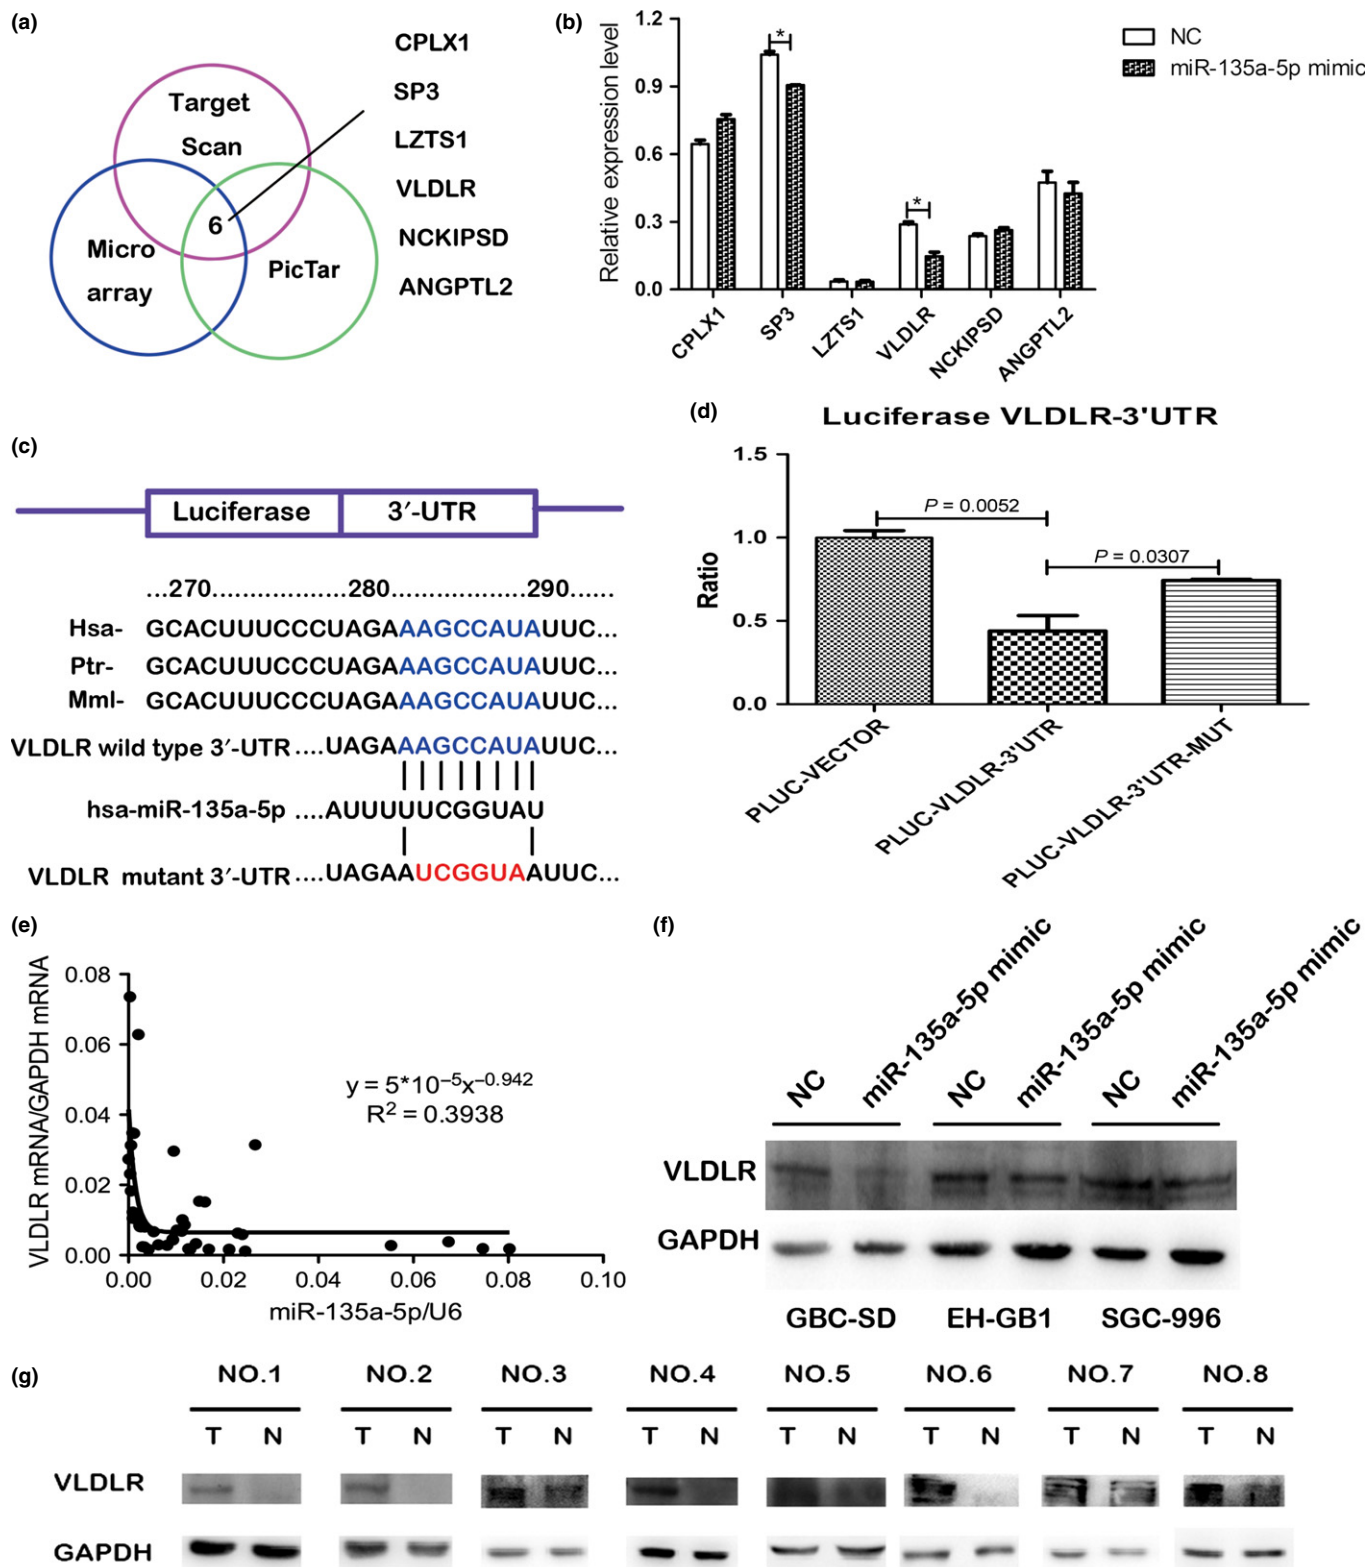 (a)
Target
Scan
Micro
array
6
PicTar
CPLX1
SP3
LZTS1
VLDLR
NCKIPSD
ANGPTL2
(b)
Relative expression level
1.2
0.9
0.6
0.3
0.0
*
*
CPLX1
SP3
LZTS1
VLDLR
NCKIPSD
ANGPTL2
NC
miR-135a-5p mimic
(c)
Luciferase 3′-UTR
...270...............280...............290......
Hsa- GCACUUUCCCUAGAAAGCCAUAUUC...
Ptr- GCACUUUCCCUAGAAAGCCAUAUUC...
Mml- GCACUUUCCCUAGAAAGCCAUAUUC...
VLDLR wild type 3′-UTR ....UAGAAAGCCAUAUUC...
hsa-miR-135a-5p ....AUUUUUCGGUAU
VLDLR mutant 3′-UTR ....UAGAAUCGGUAAUUC...
(d)
Luciferase VLDLR-3'UTR
Ratio
1.5
1.0
0.5
0.0
P = 0.0052
P = 0.0307
PLUC-VECTOR
PLUC-VLDLR-3'UTR
PLUC-VLDLR-3'UTR-MUT
(e)
VLDLR mRNA/GAPDH mRNA
0.08
0.06
0.04
0.02
0.00
y = 5*10⁻⁵x⁻⁰·⁹⁴²
R² = 0.3938
0.00 0.02 0.04 0.06 0.08 0.10
miR-135a-5p/U6
(f)
NC miR-135a-5p mimic NC miR-135a-5p mimic NC miR-135a-5p mimic
VLDLR
GAPDH
GBC-SD EH-GB1 SGC-996
(g)
NO.1 NO.2 NO.3 NO.4 NO.5 NO.6 NO.7 NO.8
T N T N T N T N T N T N T N T N
VLDLR
GAPDH